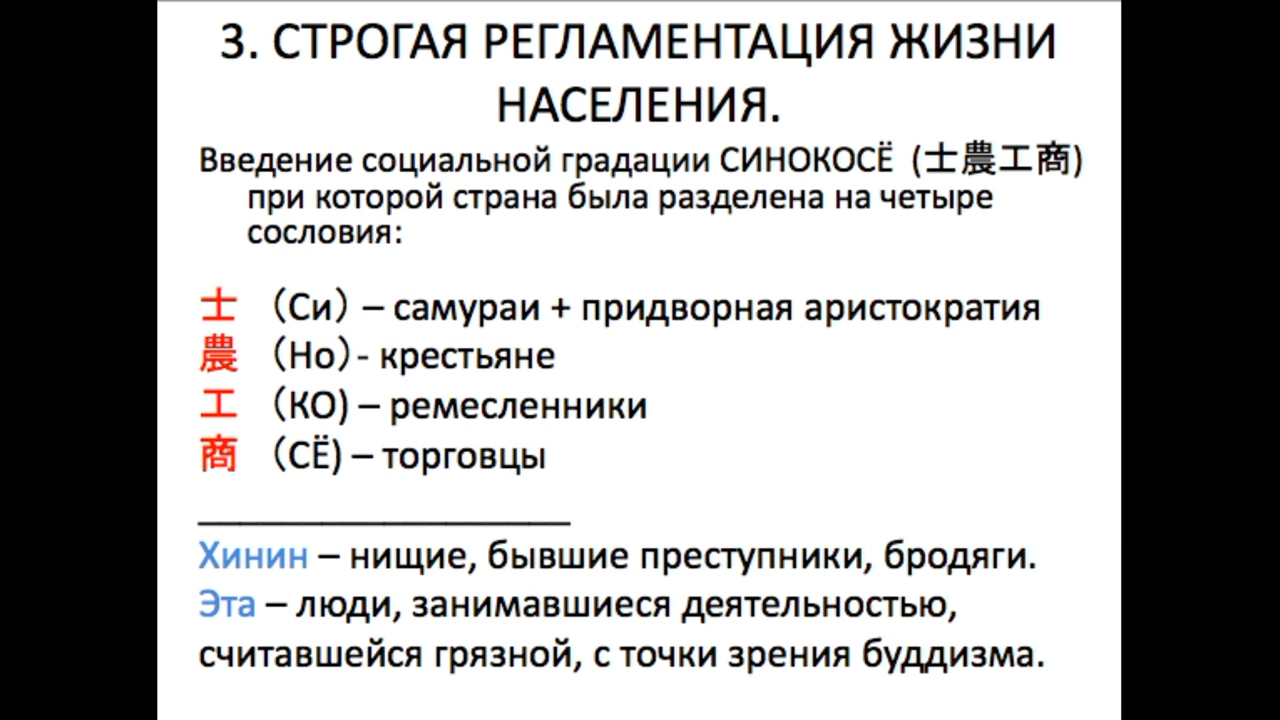 3. СТРОГАЯ РЕГЛАМЕНТАЦИЯ ЖИЗНИ
НАСЕЛЕНИЯ.
Введение социальной градации СИНОКОСЁ (士農工商)
при которой страна была разделена на четыре
сословия:
士 （Си）– самураи + придворная аристократия
農 （Но）- крестьяне
工 （КО) – ремесленники
商 （СЁ) – торговцы
___________________
Хинин – нищие, бывшие преступники, бродяги.
Эта – люди, занимавшиеся деятельностью,
считавшейся грязной, с точки зрения буддизма.